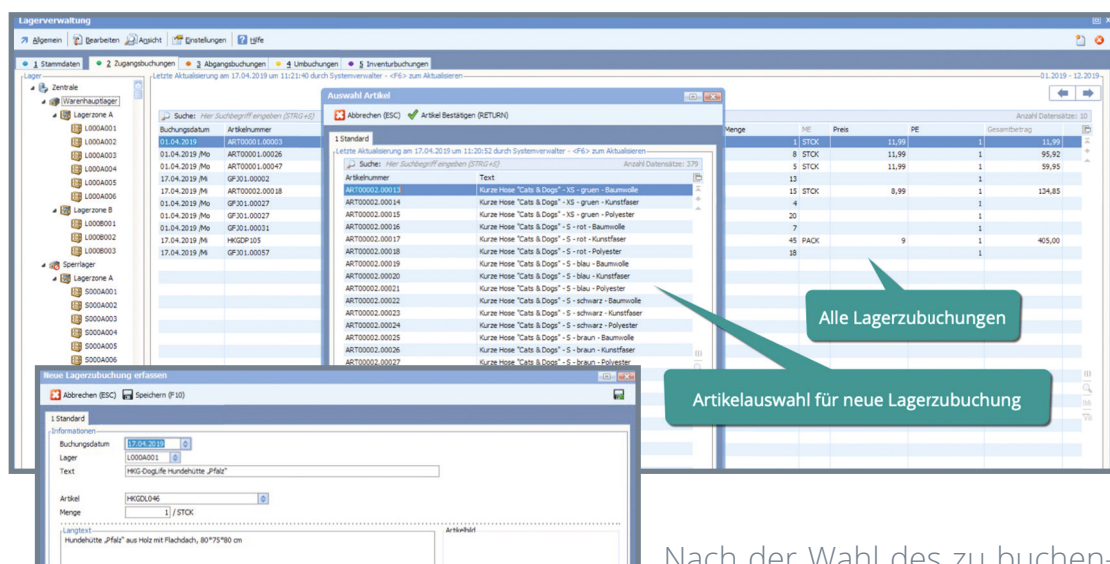 Lagerverwaltung
Allgemein Bearbeiten Ansicht Einstellungen Hilfe
1 Stammdaten 2 Zugangsbuchungen 3 Abgangsbuchungen 4 Umbuchungen 5 Inventurbuchungen
Lager
Zentrale
Warenhauptlager
Lagerzone A
L000A001
L000A002
L000A003
L000A004
L000A005
L000A006
Lagerzone B
L000B001
L000B002
L000B003
Sperrlager
Lagerzone A
S000A001
S000A002
S000A003
S000A004
S000A005
S000A006
Letzte Aktualisierung am 17.04.2019 um 11:21:40 durch Systemverwalter - <F6> zum Aktualisieren
01.2019 - 12.2019
Suche: Hier Suchbegriff eingeben (STRG+S)
Anzahl Datensätze: 10
Buchungsdatum Artikelnummer Menge ME Preis PE Gesamtbetrag
01.04.2019 ART00001.00003 1 STCK 11,99 1 11,99
01.04.2019 /Mo ART00001.00026 8 STCK 11,99 1 95,92
01.04.2019 /Mo ART00001.00047 5 STCK 11,99 1 59,95
17.04.2019 /Mi GFJ01.00002 13 1
17.04.2019 /Mi ART00002.00018 15 STCK 8,99 1 134,85
01.04.2019 /Mo GFJ01.00027 4 1
01.04.2019 /Mo GFJ01.00027 20 1
01.04.2019 /Mo GFJ01.00031 7 1
17.04.2019 /Mi HKGDP105 45 PACK 9 1 405,00
17.04.2019 /Mi GFJ01.00057 18 1
Auswahl Artikel
Abbrechen (ESC) Artikel Bestätigen (RETURN)
1 Standard
Letzte Aktualisierung am 17.04.2019 um 11:20:52 durch Systemverwalter - <F6> zum Aktualisieren
Suche: Hier Suchbegriff eingeben (STRG+S) Anzahl Datensätze: 379
Artikelnummer Text
ART00002.00013 Kurze Hose "Cats & Dogs" - XS - gruen - Baumwolle
ART00002.00014 Kurze Hose "Cats & Dogs" - XS - gruen - Kunstfaser
ART00002.00015 Kurze Hose "Cats & Dogs" - XS - gruen - Polyester
ART00002.00016 Kurze Hose "Cats & Dogs" - S - rot - Baumwolle
ART00002.00017 Kurze Hose "Cats & Dogs" - S - rot - Kunstfaser
ART00002.00018 Kurze Hose "Cats & Dogs" - S - rot - Polyester
ART00002.00019 Kurze Hose "Cats & Dogs" - S - blau - Baumwolle
ART00002.00020 Kurze Hose "Cats & Dogs" - S - blau - Kunstfaser
ART00002.00021 Kurze Hose "Cats & Dogs" - S - blau - Polyester
ART00002.00022 Kurze Hose "Cats & Dogs" - S - schwarz - Baumwolle
ART00002.00023 Kurze Hose "Cats & Dogs" - S - schwarz - Kunstfaser
ART00002.00024 Kurze Hose "Cats & Dogs" - S - schwarz - Polyester
ART00002.00025 Kurze Hose "Cats & Dogs" - S - braun - Baumwolle
ART00002.00026 Kurze Hose "Cats & Dogs" - S - braun - Kunstfaser
ART00002.00027 Kurze Hose "Cats & Dogs" - S - braun - Polyester
Alle Lagerzubuchungen
Artikelauswahl für neue Lagerzubuchung
Neue Lagerzubuchung erfassen
Abbrechen (ESC) Speichern (F10)
1 Standard
Informationen
Buchungsdatum 17.04.2019
Lager L000A001
Text HKG-DogLife Hundehütte „Pfalz"
Artikel HKGDL046
Menge 1 / STCK
Langtext Artikelbild
Hundehütte „Pfalz" aus Holz mit Flachdach, 80*75*80 cm
Nach der Wahl des zu buchen-